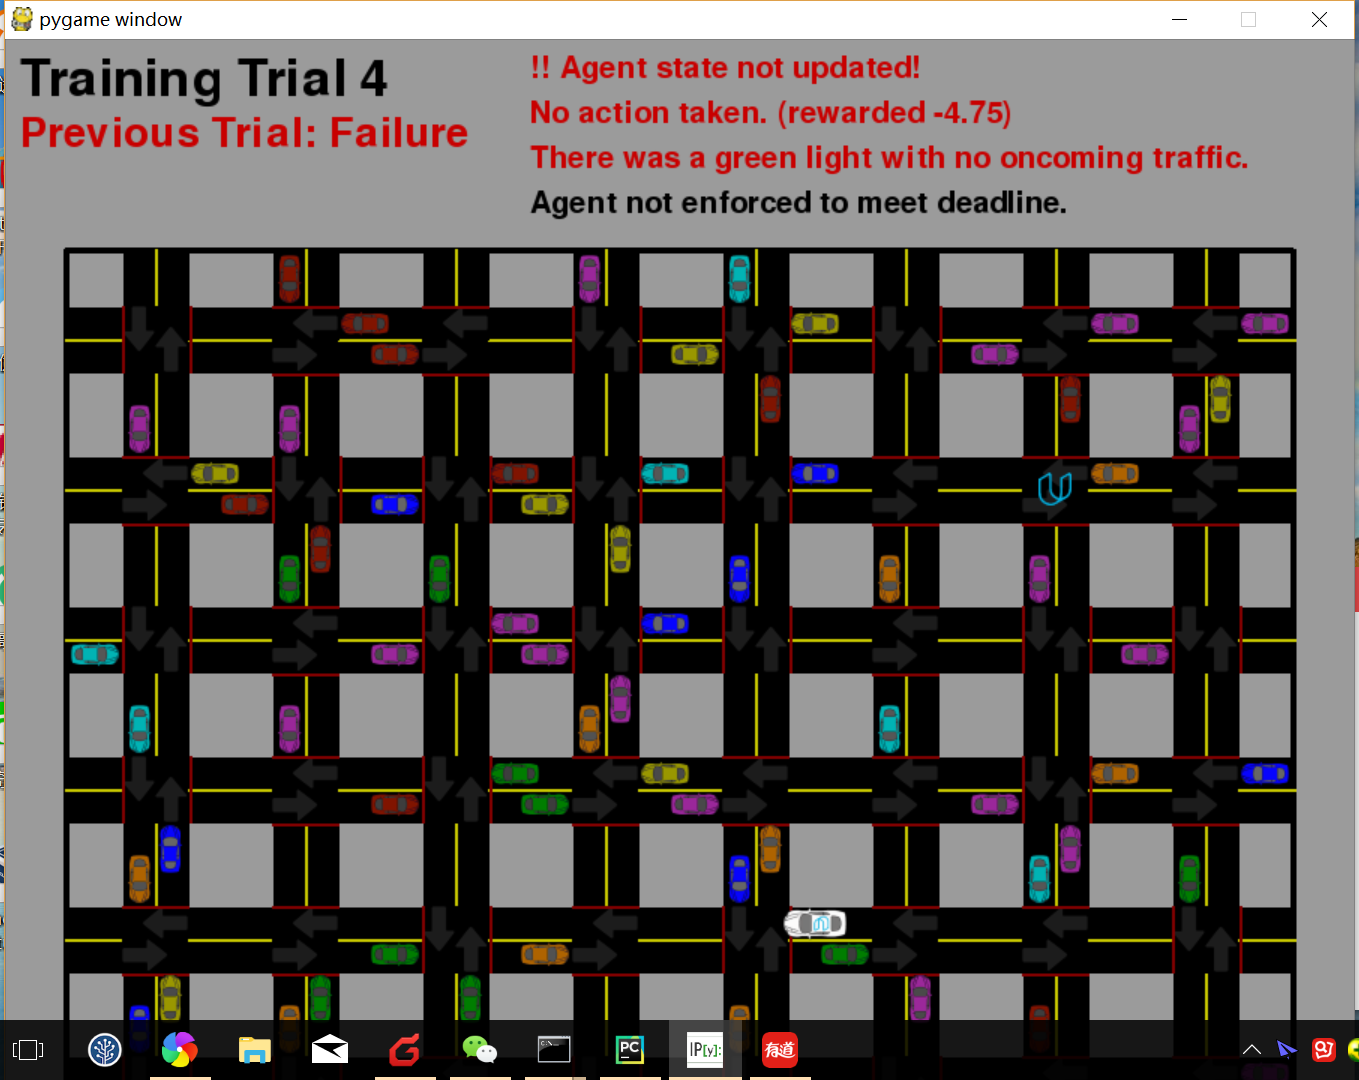 pygame window
Training Trial 4
Previous Trial: Failure
!! Agent state not updated!
No action taken. (rewarded -4.75)
There was a green light with no oncoming traffic.
Agent not enforced to meet deadline.
PC
IP[y]:
有道